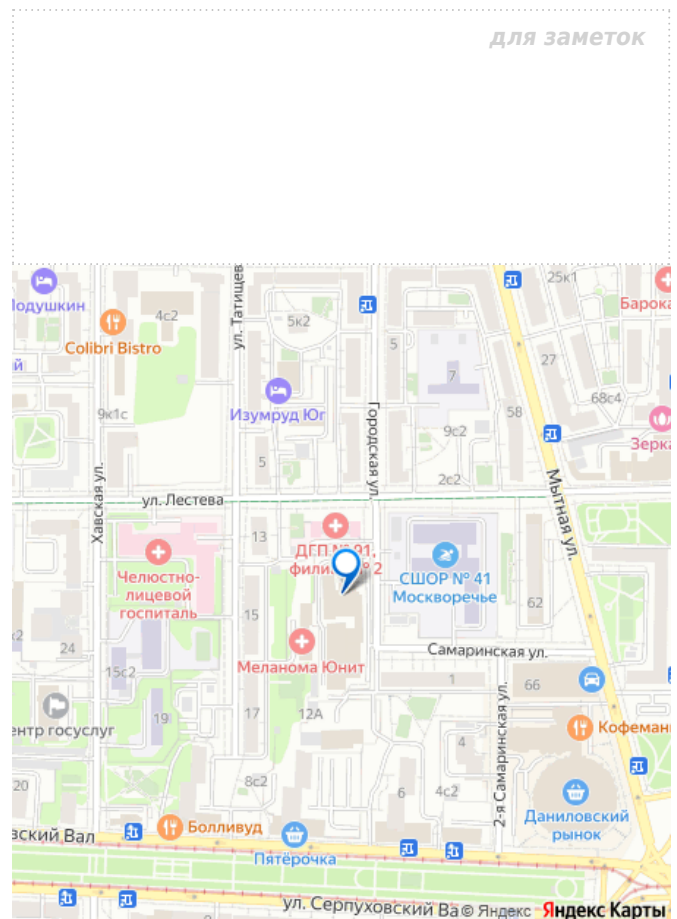 для заметок
25к1
Подушкин
4с2
Барока
Colibri Bistro
ул. Татищев
5к2
5
27
7
ий
Изумруд Юг
68с4
9к1с
58
Городская ул.
Зерка
9с2
5
Хавская ул.
2с2
ул. Лестева
Мытная ул.
13
ДГП № 91,
филиал № 2
Челюстно-
лицевой
госпиталь
СШОР № 41
Москворечье
62
15
к2
24
Самаринская ул.
Меланома Юнит
15с2
1
66
ентр госуслуг
19
17
12А
Кофемани
2-я Самаринская ул.
4
8с2
20
6
4с2
Даниловский
рынок
вский Вал
Болливуд
Пятёрочка
ул. Серпуховский Ва
© Яндекс Яндекс Карты